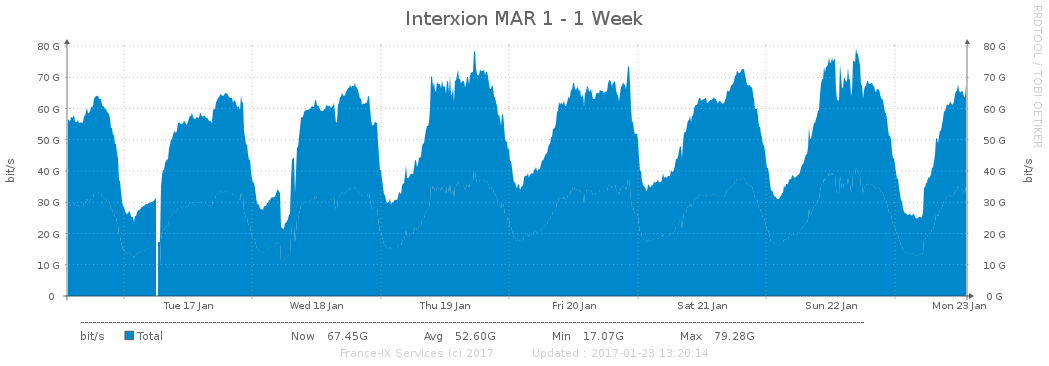 Interxion MAR 1 - 1 Week
RRDTOOL / TOBI OETIKER
80 G 80 G
70 G 70 G
60 G 60 G
50 G 50 G
40 G 40 G
30 G 30 G
20 G 20 G
10 G 10 G
0 0 G
bit/s bit/s
Tue 17 Jan Wed 18 Jan Thu 19 Jan Fri 20 Jan Sat 21 Jan Sun 22 Jan Mon 23 Jan
bit/s Total Now 67.45G Avg 52.60G Min 17.07G Max 79.28G
France-IX Services (c) 2017 Updated : 2017-01-23 13:20:14